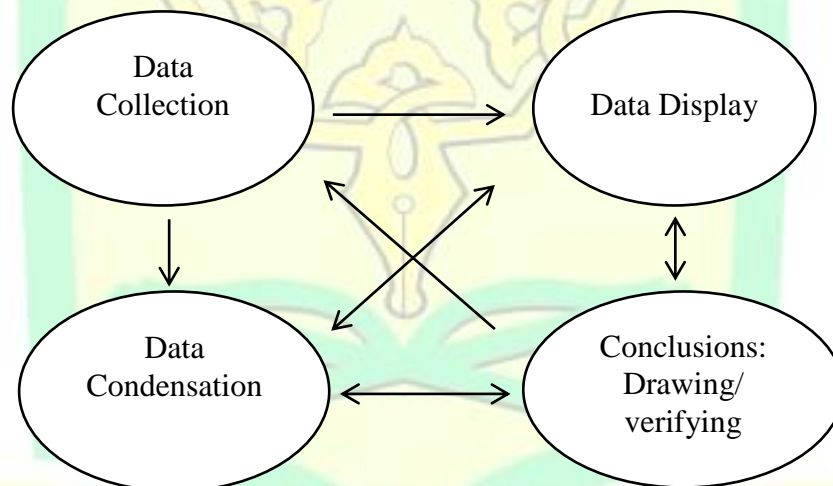 Data
Collection
Data Display
Data
Condensation
Conclusions:
Drawing/
verifying